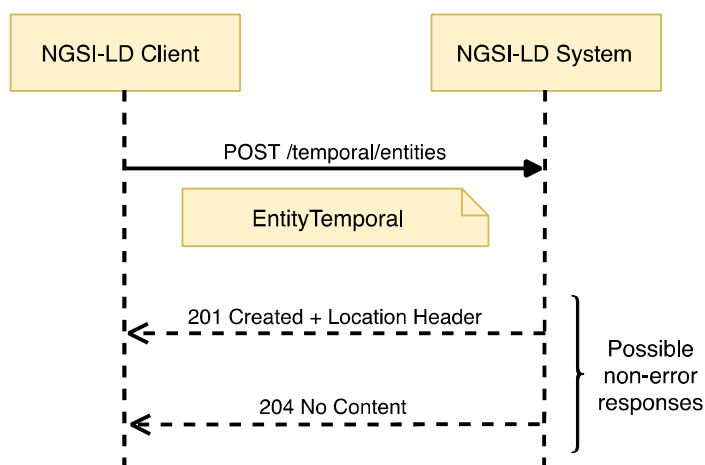 NGSI-LD Client
NGSI-LD System
POST /temporal/entities
EntityTemporal
201 Created + Location Header
Possible
non-error
responses
204 No Content